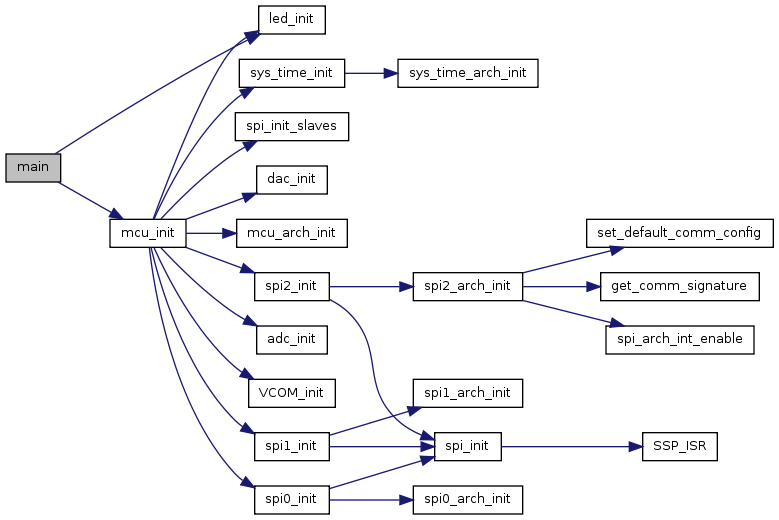 led_init
sys_time_init
sys_time_arch_init
spi_init_slaves
main
dac_init
mcu_init
mcu_arch_init
set_default_comm_config
spi2_init
spi2_arch_init
get_comm_signature
adc_init
spi_arch_int_enable
VCOM_init
spi1_arch_init
spi1_init
spi_init
SSP_ISR
spi0_init
spi0_arch_init